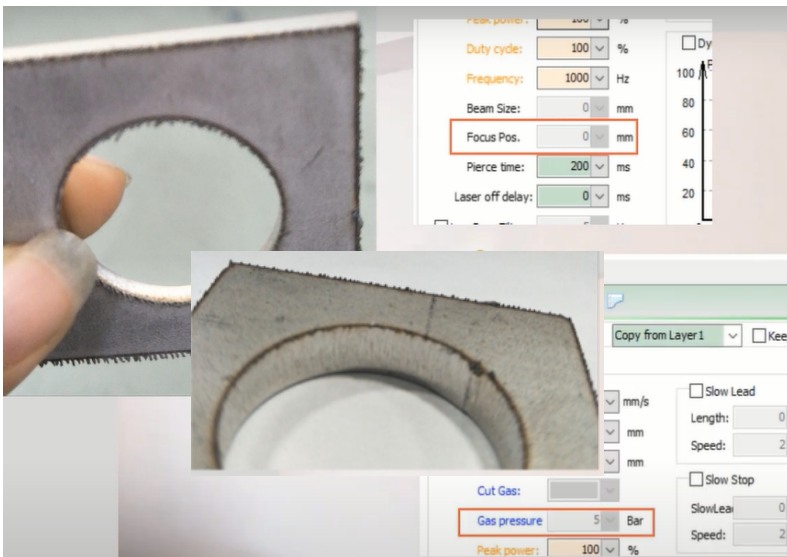 Peak power: 100 %
Duty cycle: 100 %
Frequency: 1000 Hz
Beam Size: 0 mm
Focus Pos. 0 mm
Pierce time: 200 ms
Laser off delay: 0 ms
Dy
100
80
60
40
20
Copy from Layer1
Kee
mm/s
mm
mm
Slow Lead
Length: 0
Speed: 2
Cut Gas:
Gas pressure 5 Bar
Peak power: 100 %
Slow Stop
SlowLea 0
Speed: 2